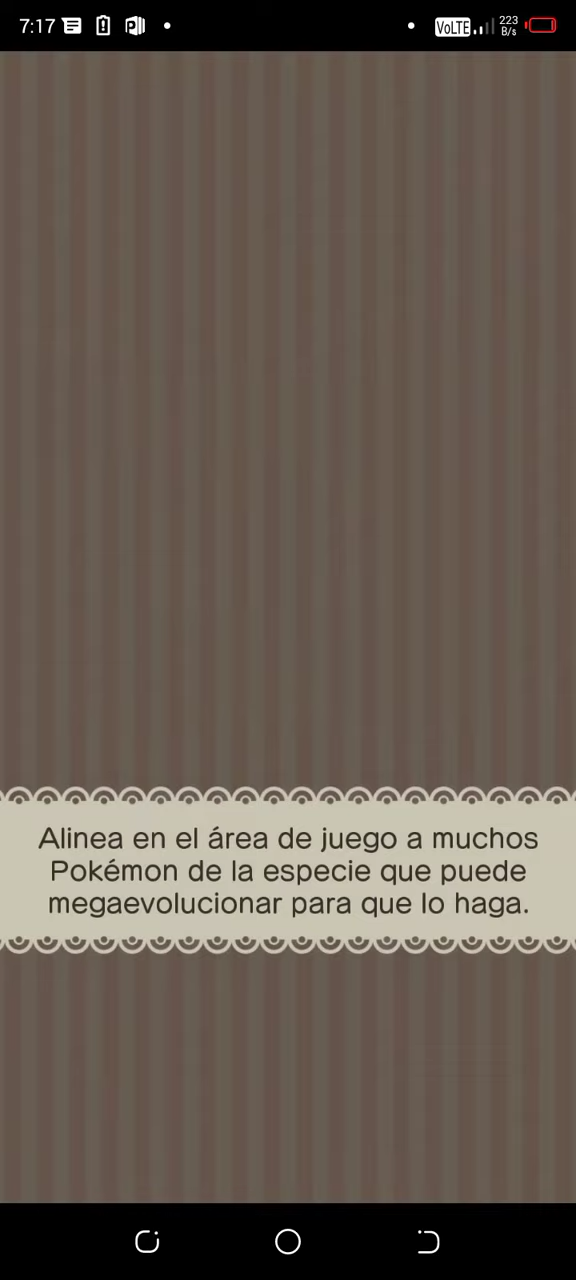 7:17
VoLTE
223
B/s
Alinea en el área de juego a muchos
Pokémon de la especie que puede
megaevolucionar para que lo haga.